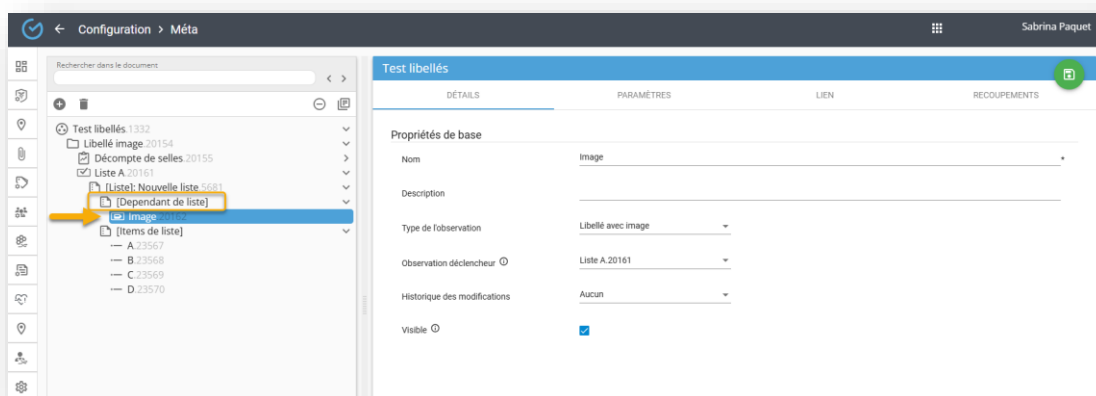 Configuration > Méta
Sabrina Paquet
Rechercher dans le document
Test libellés.1332
Libellé image.20154
Décompte de selles.20155
Liste A.20161
[Liste]: Nouvelle liste.5681
[Dependant de liste]
Image.20162
[Items de liste]
A.23567
B.23568
C.23569
D.23570
Test libellés
DÉTAILS
PARAMÈTRES
LIEN
RECOUPEMENTS
Propriétés de base
Nom
Image
*
Description
Type de l'observation
Libellé avec image
Observation déclencheur
Liste A.20161
Historique des modifications
Aucun
Visible